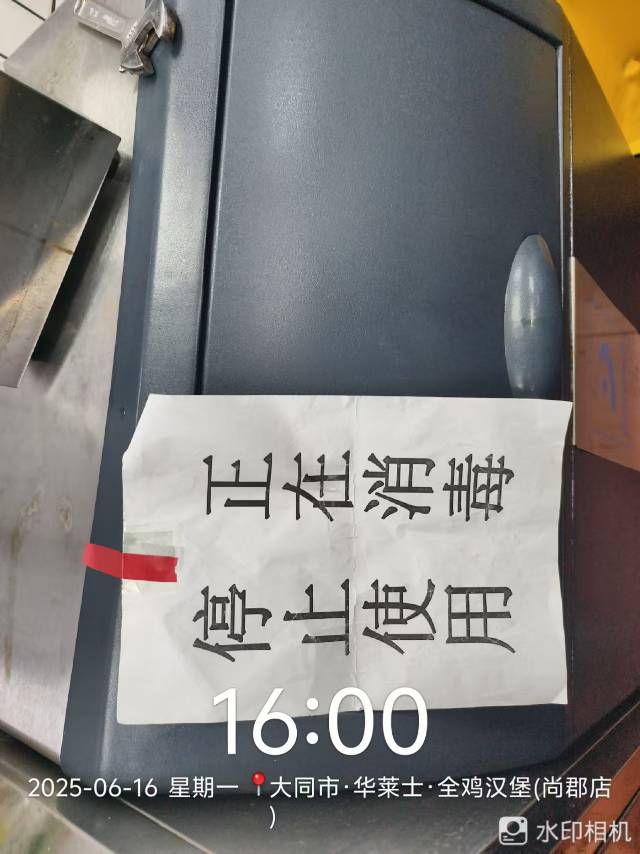 正在消毒
停止使用
16:00
2025-06-16 星期一 大同市·华莱士·全鸡汉堡(尚郡店
)
水印相机